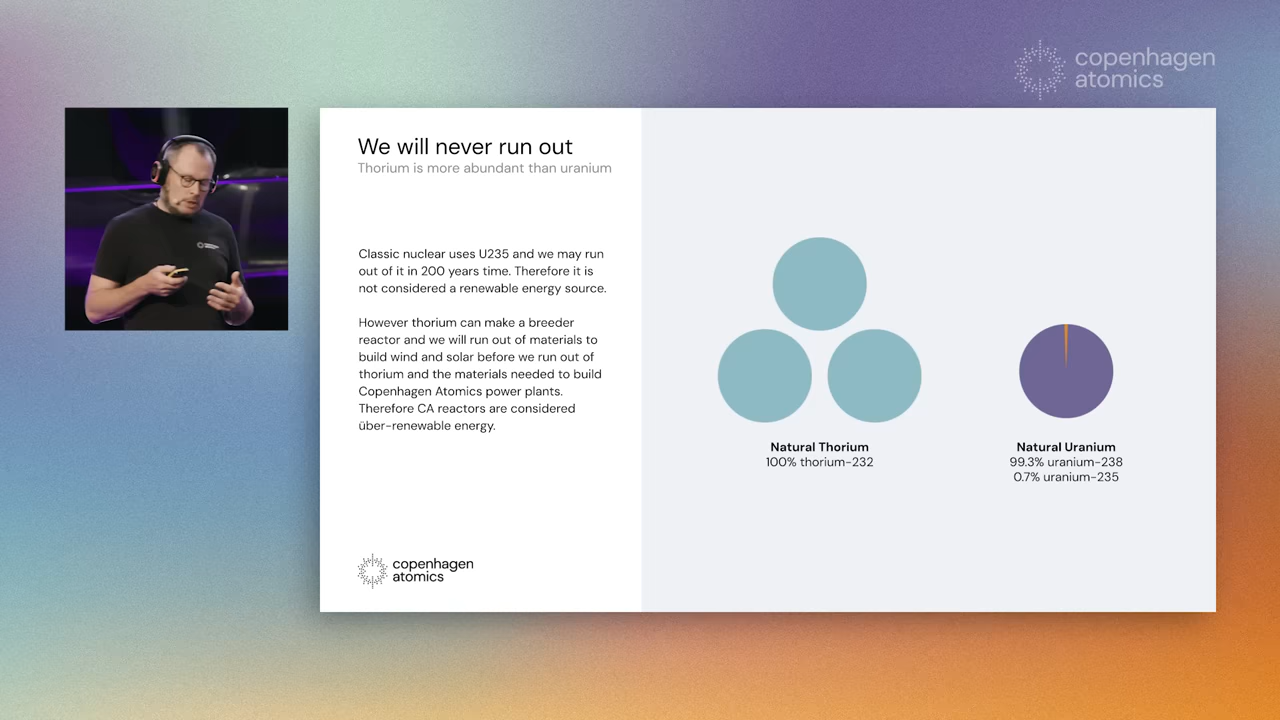 copenhagen
atomics
We will never run out
Thorium is more abundant than uranium
Classic nuclear uses U235 and we may run
out of it in 200 years time. Therefore it is
not considered a renewable energy source.
However thorium can make a breeder
reactor and we will run out of materials to
build wind and solar before we run out of
thorium and the materials needed to build
Copenhagen Atomics power plants.
Therefore CA reactors are considered
über-renewable energy.
Natural Thorium
100% thorium-232
Natural Uranium
99.3% uranium-238
0.7% uranium-235
copenhagen
atomics